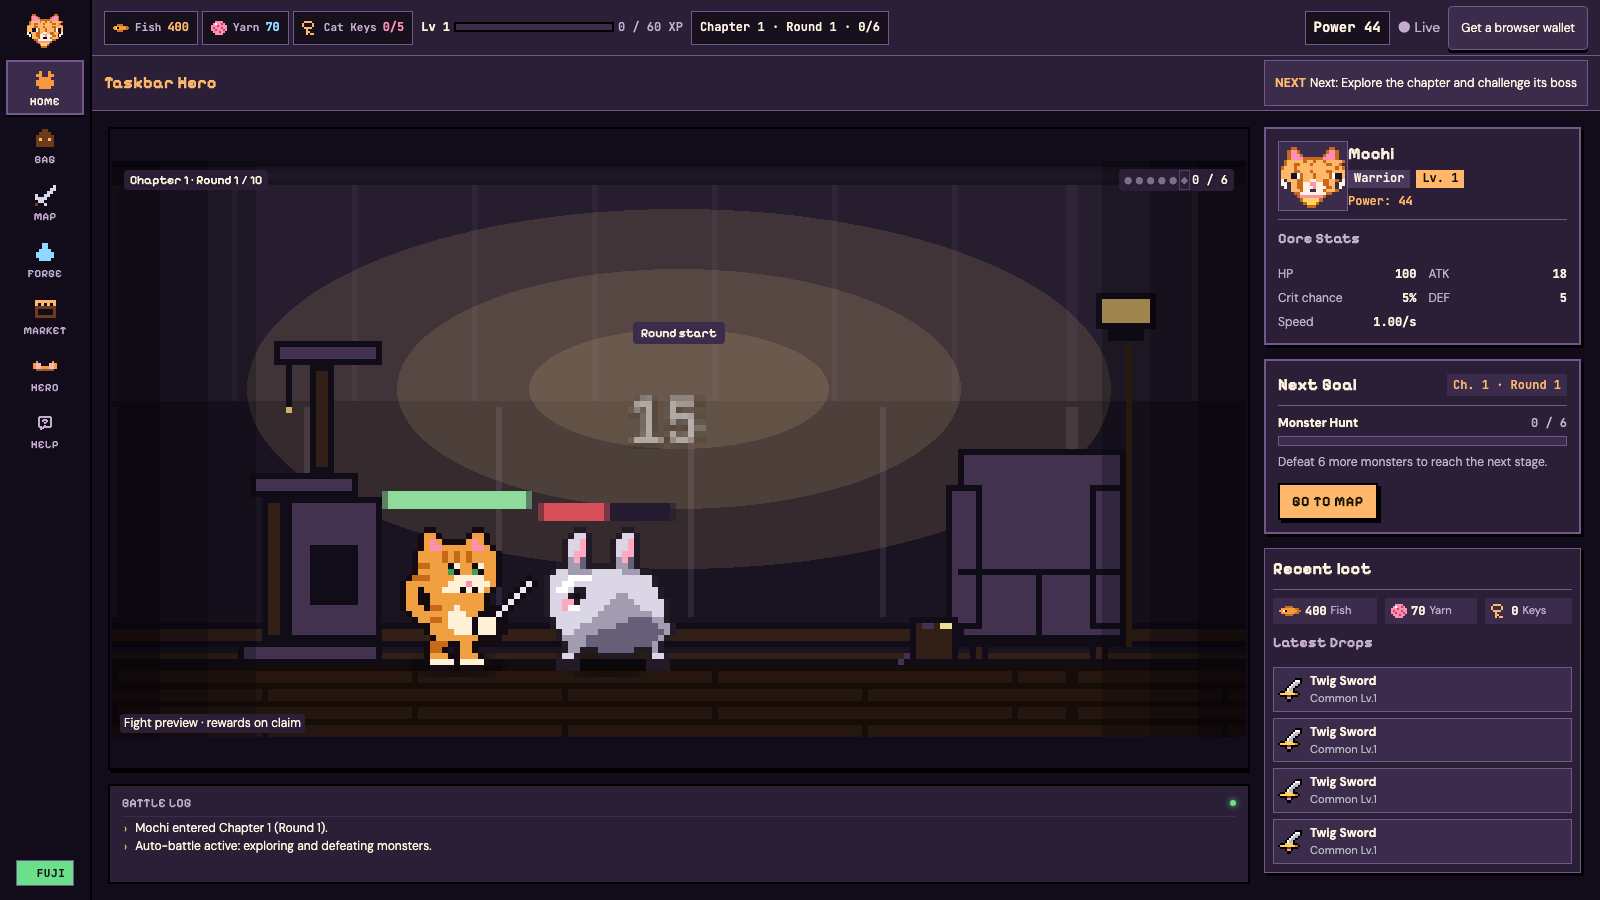 Fish 400
Yarn 70
Cat Keys 0/5
Lv 1
0 / 60 XP
Chapter 1 · Round 1 · 0/6
Power 44
Live
Get a browser wallet
HOME
BAG
MAP
FORGE
MARKET
HERO
HELP
FUJI
Taskbar Hero
NEXT Next: Explore the chapter and challenge its boss
Chapter 1 · Round 1 / 10
0 / 6
Round start
15
Fight preview · rewards on claim
BATTLE LOG
› Mochi entered Chapter 1 (Round 1).
› Auto-battle active: exploring and defeating monsters.
Mochi
Warrior Lv. 1
Power: 44
Core Stats
HP 100 ATK 18
Crit chance 5% DEF 5
Speed 1.00/s
Next Goal Ch. 1 · Round 1
Monster Hunt 0 / 6
Defeat 6 more monsters to reach the next stage.
GO TO MAP
Recent loot
400 Fish 70 Yarn 0 Keys
Latest Drops
Twig Sword
Common Lv.1
Twig Sword
Common Lv.1
Twig Sword
Common Lv.1
Twig Sword
Common Lv.1